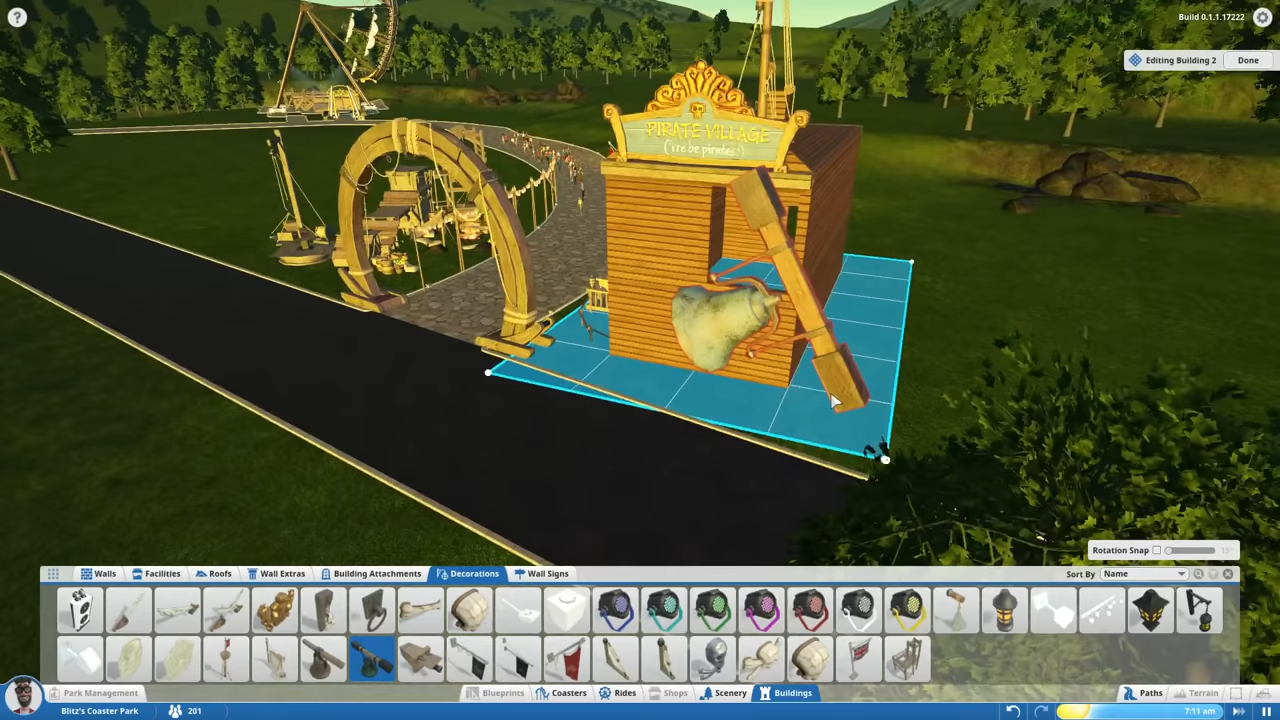 ?
Build 0.1.1.17222
Editing Building 2
Done
PIRATE VILLAGE
Rotation Snap
15°
Walls
Facilities
Roofs
Wall Extras
Building Attachments
Decorations
Wall Signs
Sort By
Name
Park Management
Blueprints
Coasters
Rides
Shops
Scenery
Buildings
Paths
Terrain
Blitz's Coaster Park
201
7:11 am